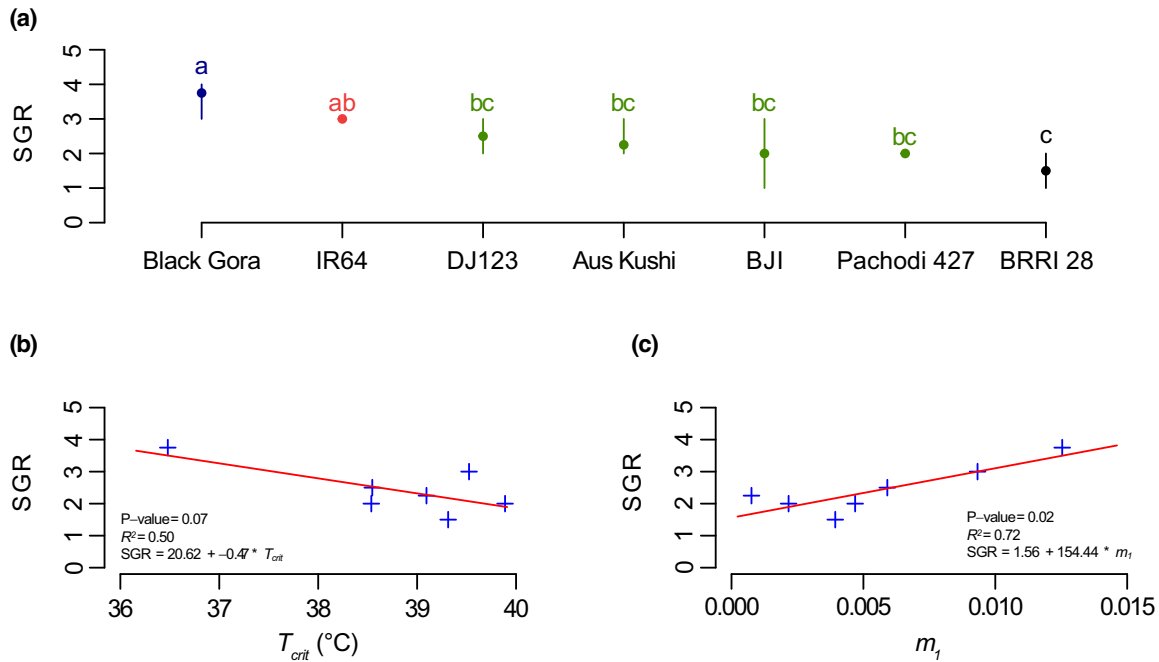 (a)
a
ab
bc
bc
bc
bc
c
SGR
5
4
3
2
1
0
Black Gora IR64 DJ123 Aus Kushi BJI Pachodi 427 BRRI 28
(b)
SGR
5
4
3
2
1
0
P–value = 0.07
R² = 0.50
SGR = 20.62 + –0.47 * Tcrit
36 37 38 39 40
Tcrit (°C)
(c)
SGR
5
4
3
2
1
0
P–value = 0.02
R² = 0.72
SGR = 1.56 + 154.44 * m1
0.000 0.005 0.010 0.015
m1